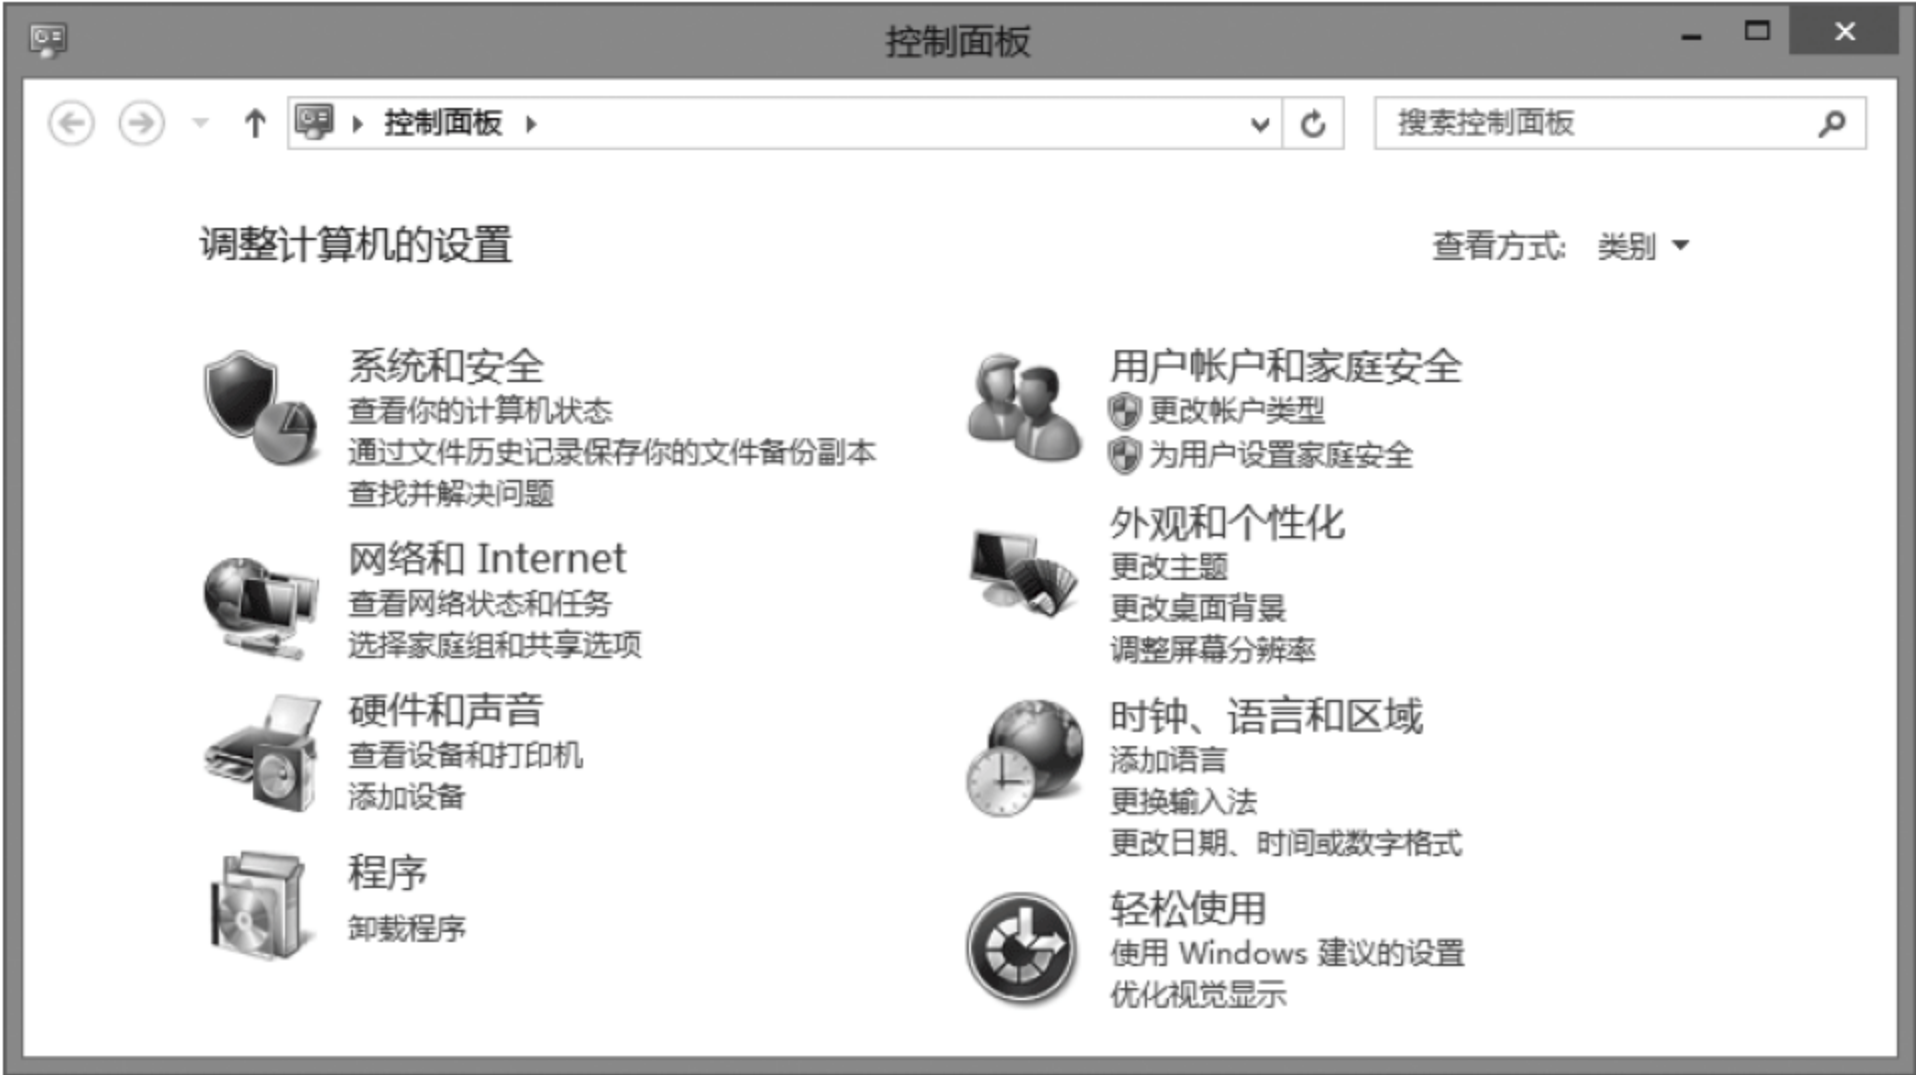 控制面板
控制面板
搜索控制面板
调整计算机的设置
查看方式: 类别
系统和安全
查看你的计算机状态
通过文件历史记录保存你的文件备份副本
查找并解决问题
网络和 Internet
查看网络状态和任务
选择家庭组和共享选项
硬件和声音
查看设备和打印机
添加设备
程序
卸载程序
用户帐户和家庭安全
更改帐户类型
为用户设置家庭安全
外观和个性化
更改主题
更改桌面背景
调整屏幕分辨率
时钟、语言和区域
添加语言
更换输入法
更改日期、时间或数字格式
轻松使用
使用 Windows 建议的设置
优化视觉显示